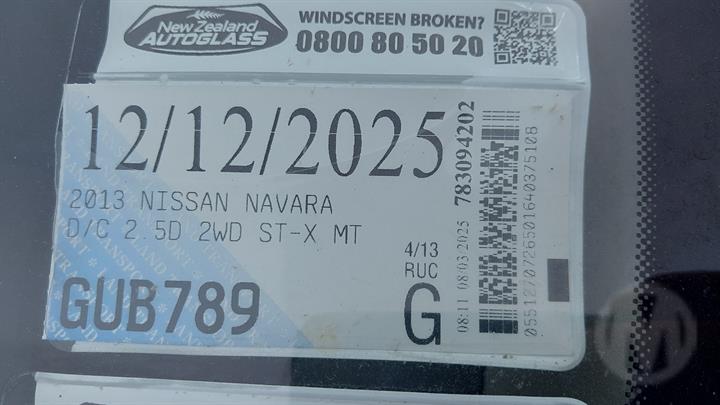 New Zealand
AUTOGLASS
WINDSCREEN BROKEN?
0800 80 50 20
12/12/2025
2013 NISSAN NAVARA
D/C 2.5D 2WD ST-X MT
4/13
RUC
GUB789
G
08:11 08/03/2025
783094202
0551270726501640375108